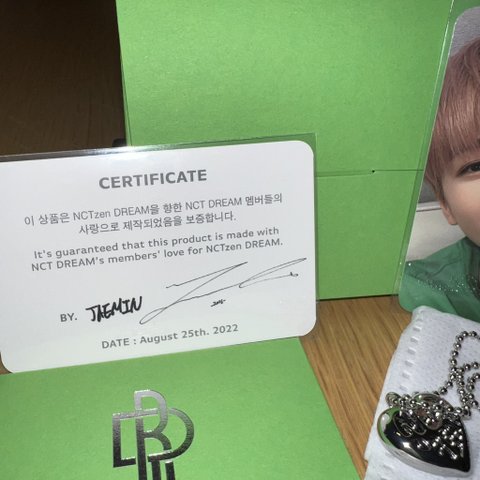 CERTIFICATE
이 상품은 NCTzen DREAM을 향한 NCT DREAM 멤버들의
사랑으로 제작되었음을 보증합니다.
It's guaranteed that this product is made with
NCT DREAM's members' love for NCTzen DREAM.
BY. JAEMIN
DATE : August 25th. 2022